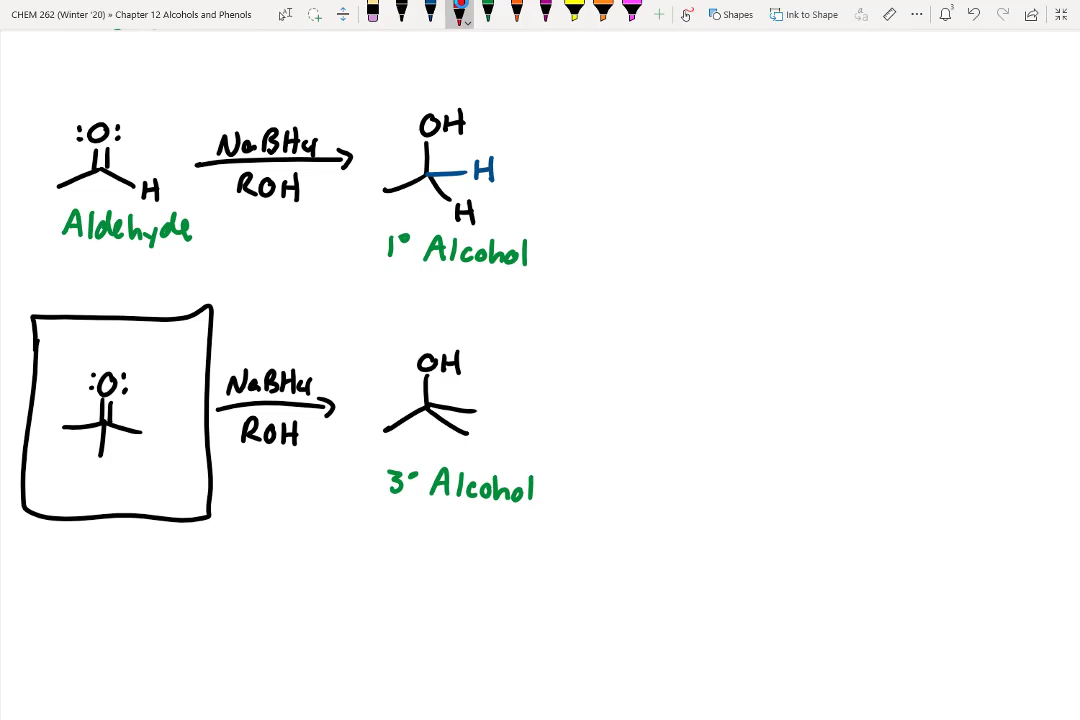 CHEM 262 (Winter '20) » Chapter 12 Alcohols and Phenols
Shapes
Ink to Shape
3
:O:
H
Aldehyde
NaBH4
ROH
OH
H
H
1° Alcohol
:O:
NaBH4
ROH
OH
3° Alcohol